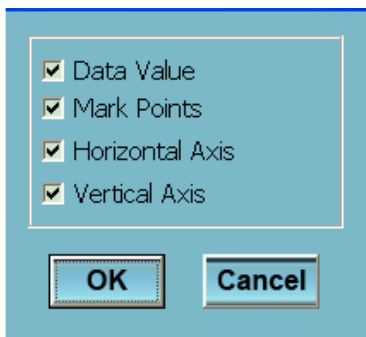 Data Value
Mark Points
Horizontal Axis
Vertical Axis
OK Cancel